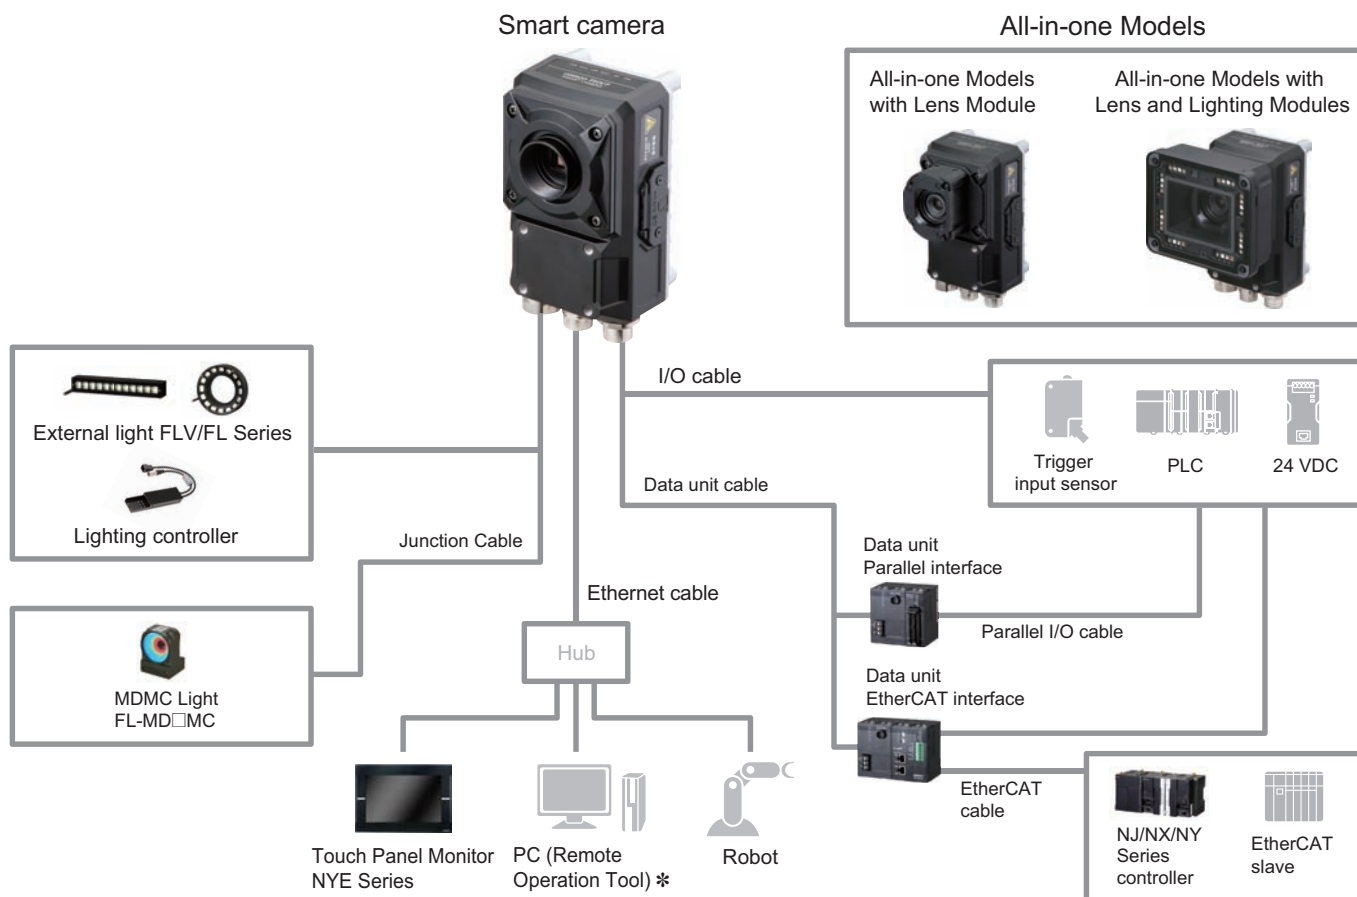 Smart camera
All-in-one Models
All-in-one Models
with Lens Module
All-in-one Models with
Lens and Lighting Modules
External light FLV/FL Series
Lighting controller
I/O cable
Trigger
input sensor
PLC
24 VDC
Data unit cable
Junction Cable
Data unit
Parallel interface
Ethernet cable
Parallel I/O cable
Hub
MDMC Light
FL-MD□MC
Data unit
EtherCAT interface
EtherCAT
cable
Touch Panel Monitor
NYE Series
PC (Remote
Operation Tool) ✻
Robot
NJ/NX/NY
Series
controller
EtherCAT
slave